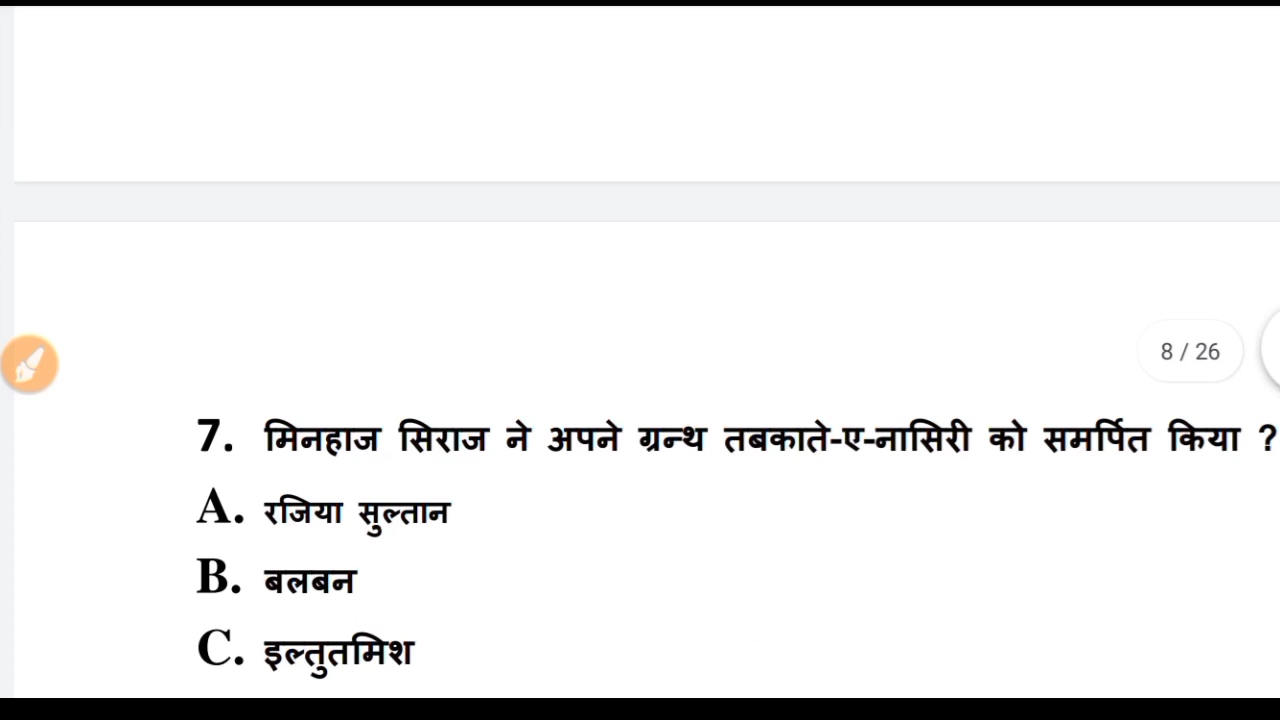 8 / 26
7. मिनहाज सिराज ने अपने ग्रन्थ तबकाते-ए-नासिरी को समर्पित किया ?
A. रजिया सुल्तान
B. बलबन
C. इल्तुतमिश